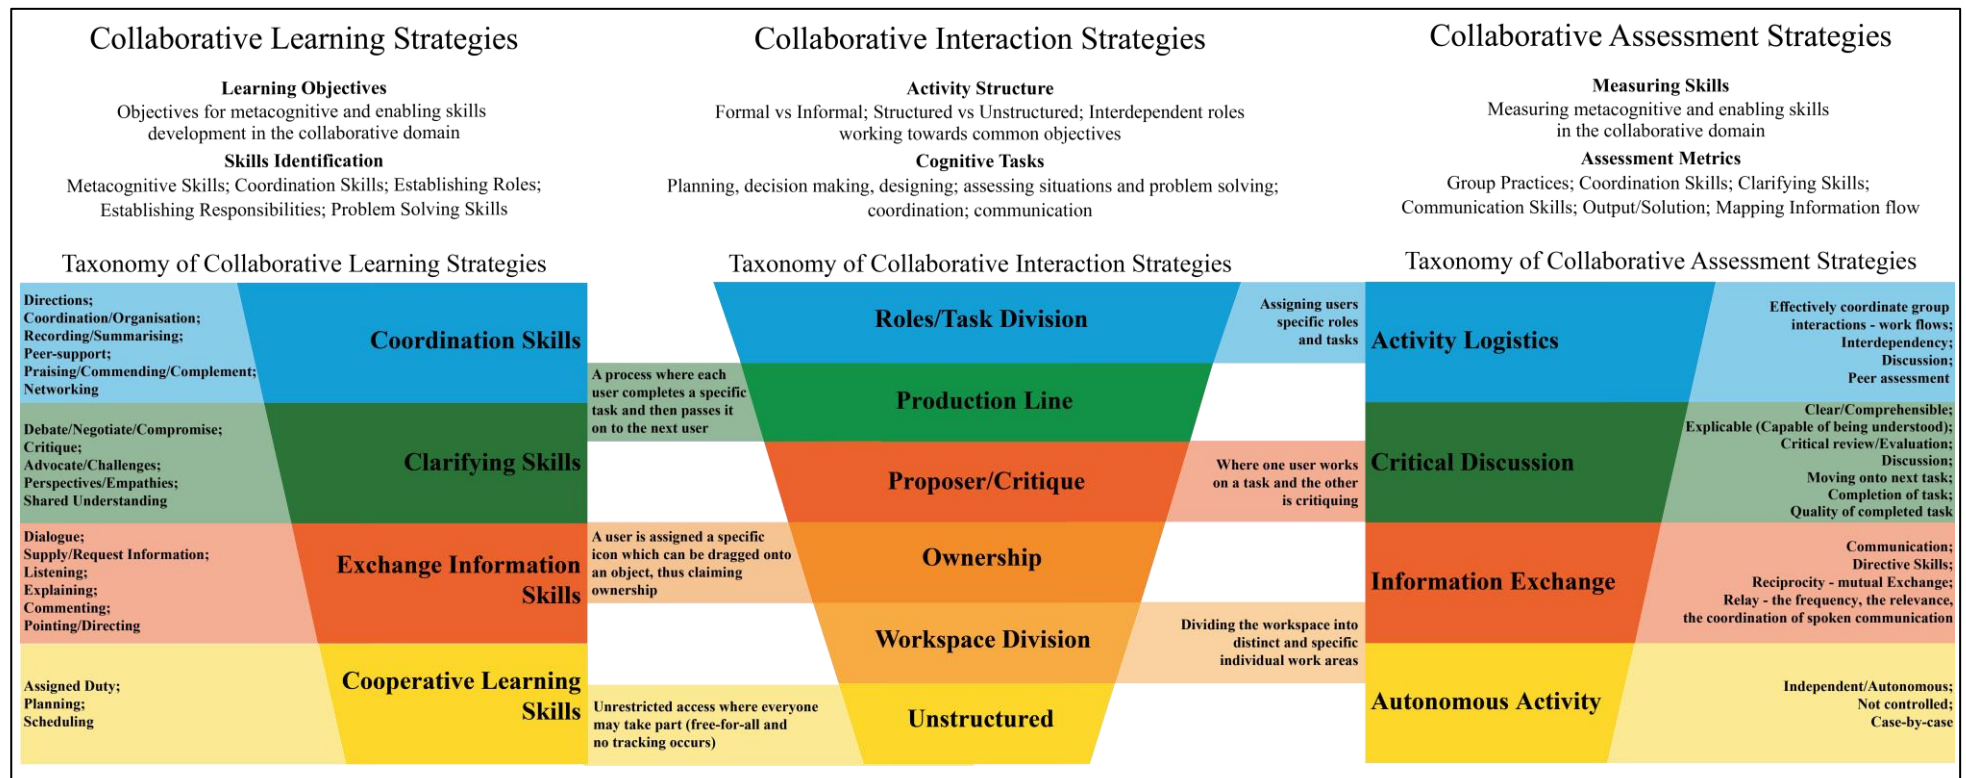 Collaborative Learning Strategies
Learning Objectives
Objectives for metacognitive and enabling skills
development in the collaborative domain
Skills Identification
Metacognitive Skills; Coordination Skills; Establishing Roles;
Establishing Responsibilities; Problem Solving Skills
Taxonomy of Collaborative Learning Strategies
Directions;
Coordination/Organisation;
Recording/Summarising;
Peer-support;
Praising/Commending/Complement;
Networking
Coordination Skills
Debate/Negotiate/Compromise;
Critique;
Advocate/Challenges;
Perspectives/Empathies;
Shared Understanding
Clarifying Skills
Dialogue;
Supply/Request Information;
Listening;
Explaining;
Commenting;
Pointing/Directing
Exchange Information
Skills
Assigned Duty;
Planning;
Scheduling
Cooperative Learning
Skills
Collaborative Interaction Strategies
Activity Structure
Formal vs Informal; Structured vs Unstructured; Interdependent roles
working towards common objectives
Cognitive Tasks
Planning, decision making, designing; assessing situations and problem solving;
coordination; communication
Taxonomy of Collaborative Interaction Strategies
Roles/Task Division
Assigning users
specific roles
and tasks
A process where each
user completes a specific
task and then passes it
on to the next user
Production Line
Proposer/Critique
Where one user works
on a task and the other
is critiquing
A user is assigned a specific
icon which can be dragged onto
an object, thus claiming
ownership
Ownership
Workspace Division
Dividing the workspace into
distinct and specific
individual work areas
Unrestricted access where everyone
may take part (free-for-all and
no tracking occurs)
Unstructured
Collaborative Assessment Strategies
Measuring Skills
Measuring metacognitive and enabling skills
in the collaborative domain
Assessment Metrics
Group Practices; Coordination Skills; Clarifying Skills;
Communication Skills; Output/Solution; Mapping Information flow
Taxonomy of Collaborative Assessment Strategies
Activity Logistics
Effectively coordinate group
interactions - work flows;
Interdependency;
Discussion;
Peer assessment
Critical Discussion
Clear/Comprehensible;
Explicable (Capable of being understood);
Critical review/Evaluation;
Discussion;
Moving onto next task;
Completion of task;
Quality of completed task
Information Exchange
Communication;
Directive Skills;
Reciprocity - mutual Exchange;
Relay - the frequency, the relevance,
the coordination of spoken communication
Autonomous Activity
Independent/Autonomous;
Not controlled;
Case-by-case